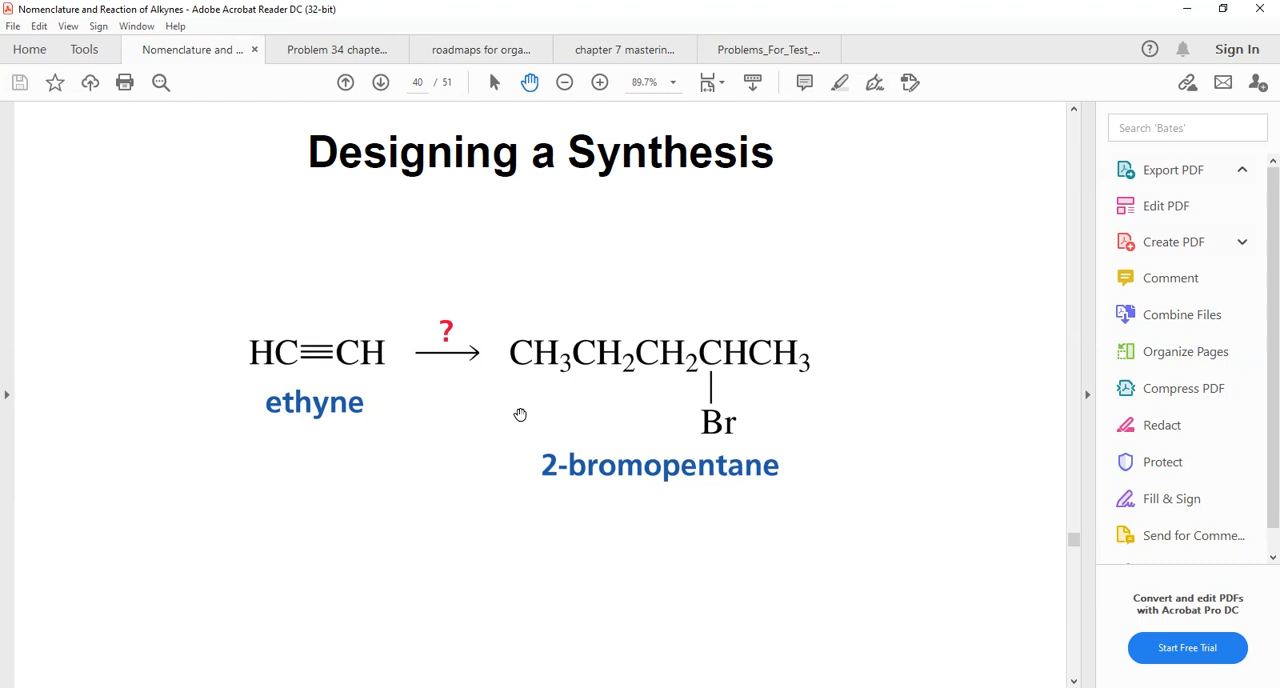 Nomenclature and Reaction of Alkynes - Adobe Acrobat Reader DC (32-bit)
File Edit View Sign Window Help
Home Tools Nomenclature and ... × Problem 34 chapte... roadmaps for orga... chapter 7 masterin... Problems_For_Test_... Sign In
40 / 51 89.7%
Designing a Synthesis
?
HC≡CH → CH₃CH₂CH₂CHCH₃
Br
ethyne
2-bromopentane
Search 'Bates'
Export PDF
Edit PDF
Create PDF
Comment
Combine Files
Organize Pages
Compress PDF
Redact
Protect
Fill & Sign
Send for Comme...
Convert and edit PDFs
with Acrobat Pro DC
Start Free Trial